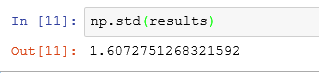 In [11]: np.std(results)
Out[11]: 1.6072751268321592